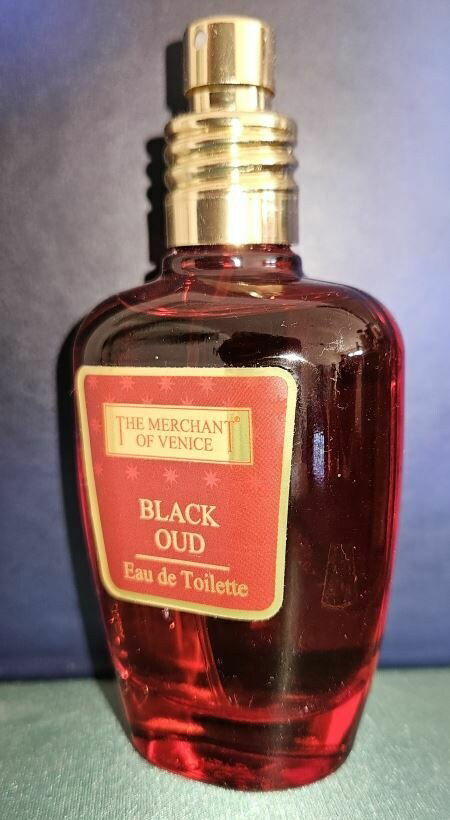 THE MERCHANT®
OF VENICE
BLACK
OUD
Eau de Toilette